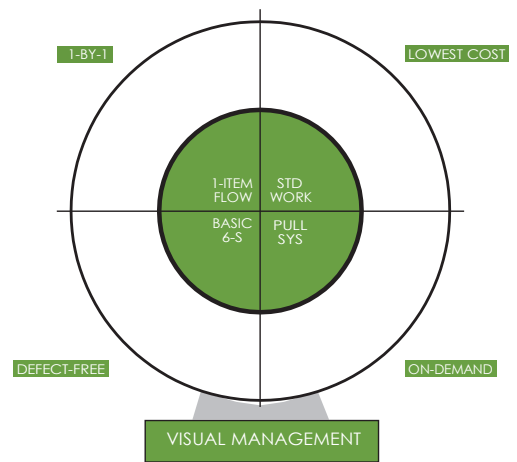 1-BY-1
LOWEST COST
1-ITEM
FLOW
STD
WORK
BASIC
6-S
PULL
SYS
DEFECT-FREE
ON-DEMAND
VISUAL MANAGEMENT